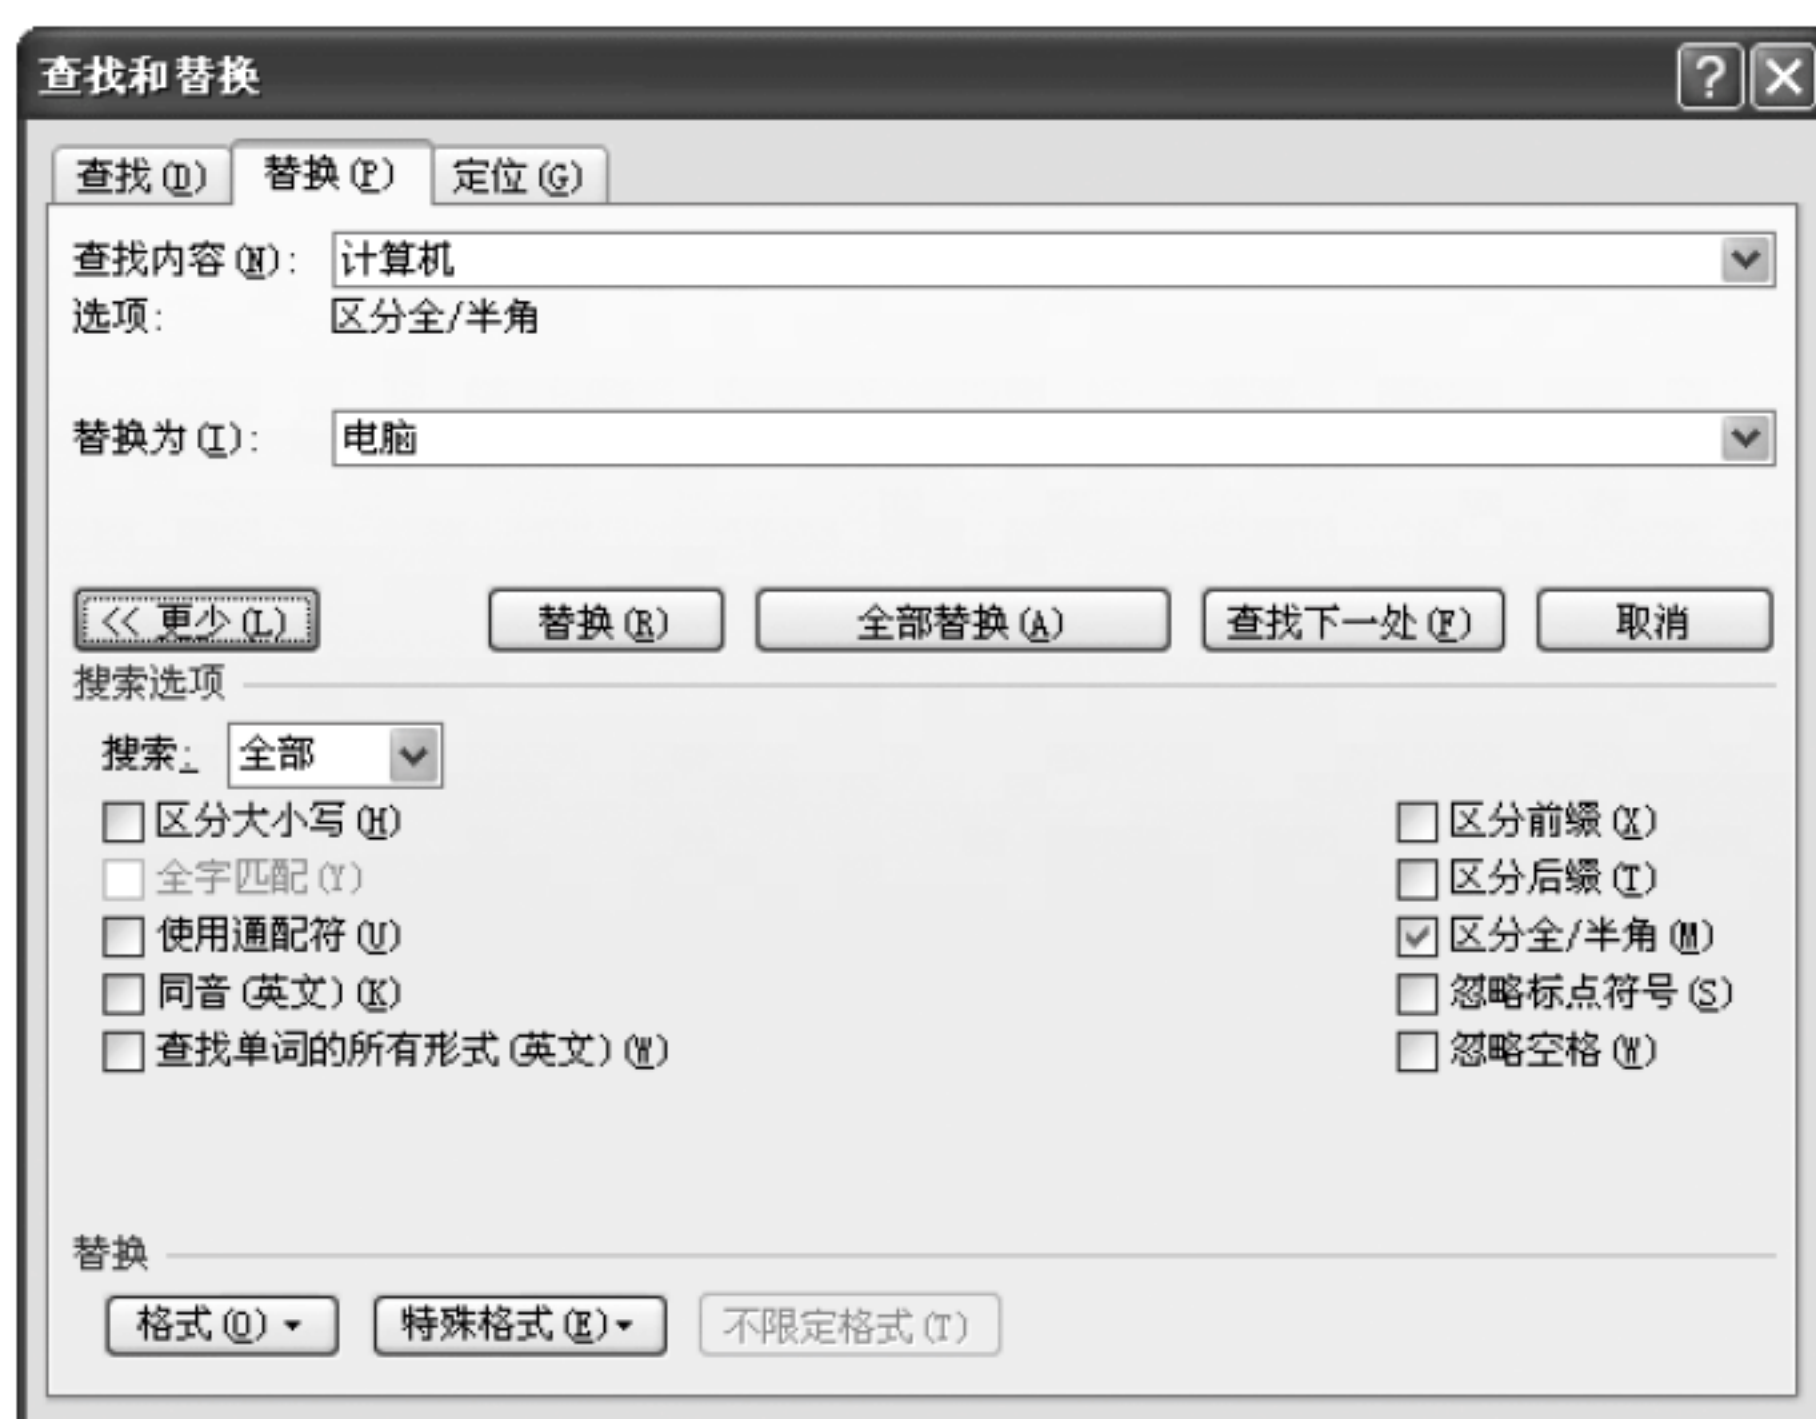 查找和替换
查找(D) 替换(P) 定位(G)
查找内容(N): 计算机
选项: 区分全/半角
替换为(I): 电脑
<< 更少(L) 替换(R) 全部替换(A) 查找下一处(F) 取消
搜索选项
搜索: 全部
区分大小写(H) 区分前缀(X)
全字匹配(Y) 区分后缀(T)
使用通配符(U) 区分全/半角(M)
同音(英文)(K) 忽略标点符号(S)
查找单词的所有形式(英文)(W) 忽略空格(W)
替换
格式(O) 特殊格式(E) 不限定格式(T)